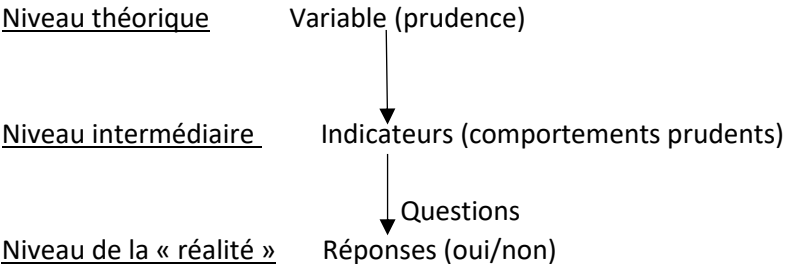 Niveau théorique Variable (prudence)
Niveau intermédiaire Indicateurs (comportements prudents)
Questions
Niveau de la « réalité » Réponses (oui/non)